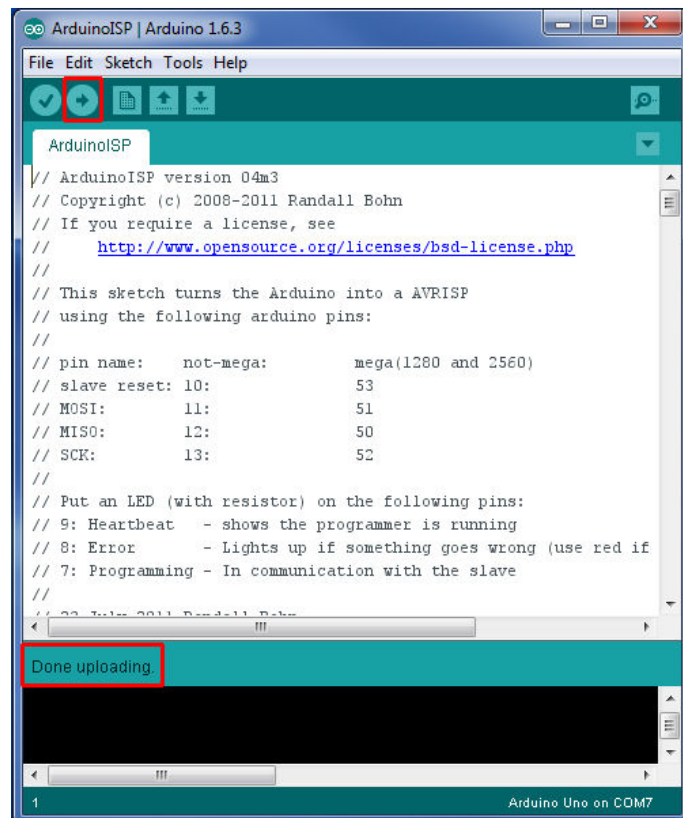 ArduinoISP | Arduino 1.6.3
File Edit Sketch Tools Help
ArduinoISP
// ArduinoISP version 04m3
// Copyright (c) 2008-2011 Randall Bohn
// If you require a license, see
//     http://www.opensource.org/licenses/bsd-license.php
//
// This sketch turns the Arduino into a AVRISP
// using the following arduino pins:
//
// pin name:    not-mega:         mega(1280 and 2560)
// slave reset: 10:               53
// MOSI:        11:               51
// MISO:        12:               50
// SCK:         13:               52
//
// Put an LED (with resistor) on the following pins:
// 9: Heartbeat   - shows the programmer is running
// 8: Error       - Lights up if something goes wrong (use red if
// 7: Programming - In communication with the slave
//
// 23 July 2011 Randall Bohn
Done uploading.
1
Arduino Uno on COM7